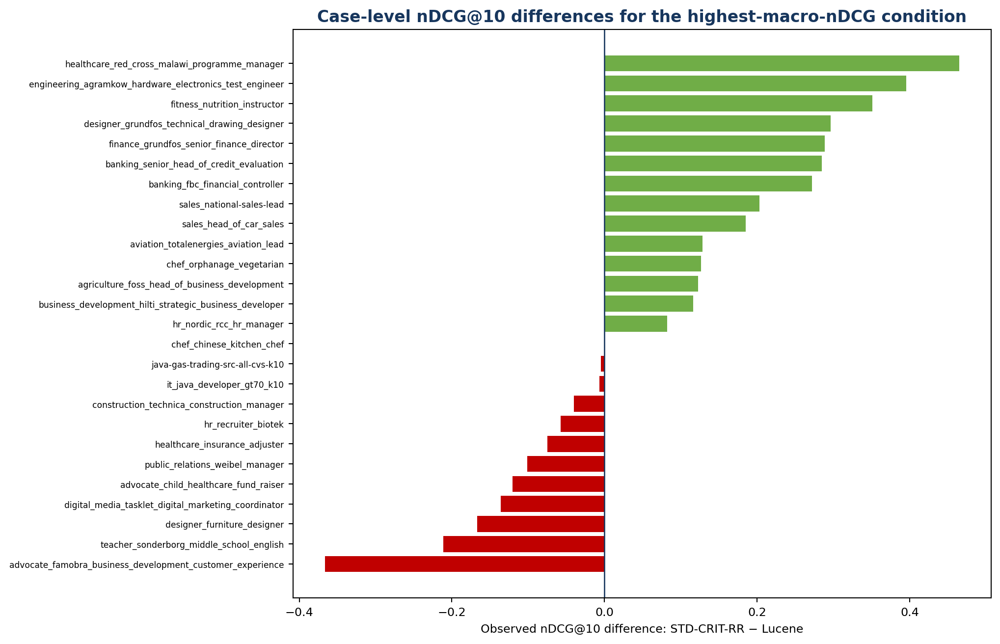 Case-level nDCG@10 differences for the highest-macro-nDCG condition
healthcare_red_cross_malawi_programme_manager
engineering_agramkow_hardware_electronics_test_engineer
fitness_nutrition_instructor
designer_grundfos_technical_drawing_designer
finance_grundfos_senior_finance_director
banking_senior_head_of_credit_evaluation
banking_fbc_financial_controller
sales_national-sales-lead
sales_head_of_car_sales
aviation_totalenergies_aviation_lead
chef_orphanage_vegetarian
agriculture_foss_head_of_business_development
business_development_hilti_strategic_business_developer
hr_nordic_rcc_hr_manager
chef_chinese_kitchen_chef
java-gas-trading-src-all-cvs-k10
it_java_developer_gt70_k10
construction_technica_construction_manager
hr_recruiter_biotek
healthcare_insurance_adjuster
public_relations_weibel_manager
advocate_child_healthcare_fund_raiser
digital_media_tasklet_digital_marketing_coordinator
designer_furniture_designer
teacher_sonderborg_middle_school_english
advocate_famobra_business_development_customer_experience
−0.4 −0.2 0.0 0.2 0.4
Observed nDCG@10 difference: STD-CRIT-RR − Lucene